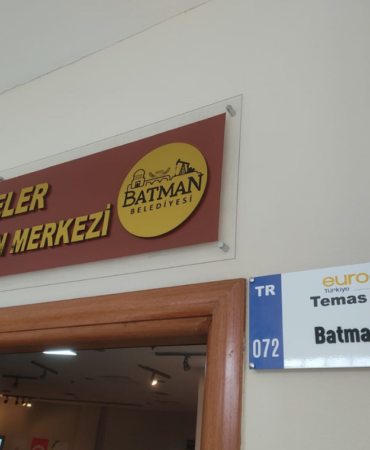 ELER
N MERKEZİ
BATMAN
BELEDİYESİ
TR
072
euro
Türkiye
Temas
Batma